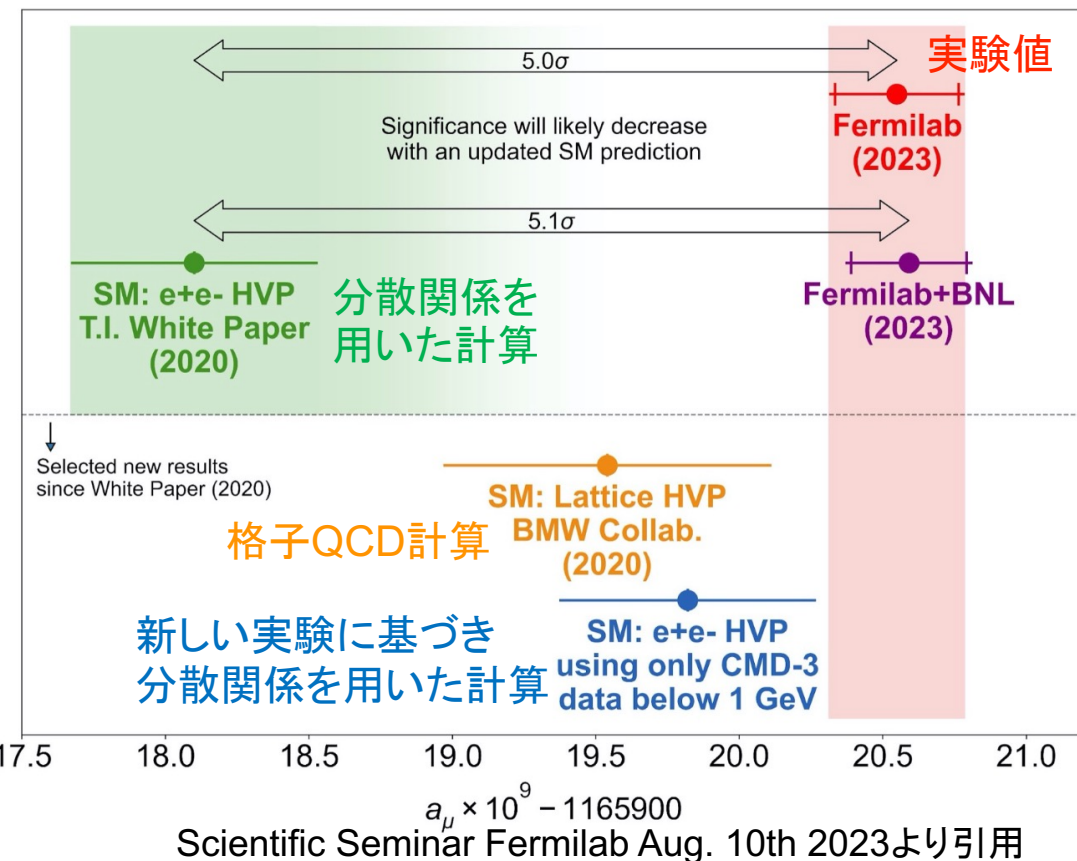 5.0σ
実験値
Significance will likely decrease
with an updated SM prediction
Fermilab
(2023)
5.1σ
SM: e+e- HVP
T.I. White Paper
(2020)
分散関係を
用いた計算
Fermilab+BNL
(2023)
Selected new results
since White Paper (2020)
SM: Lattice HVP
BMW Collab.
(2020)
格子QCD計算
新しい実験に基づき
分散関係を用いた計算
SM: e+e- HVP
using only CMD-3
data below 1 GeV
17.5 18.0 18.5 19.0 19.5 20.0 20.5 21.0
aμ × 10⁹ − 1165900
Scientific Seminar Fermilab Aug. 10th 2023より引用